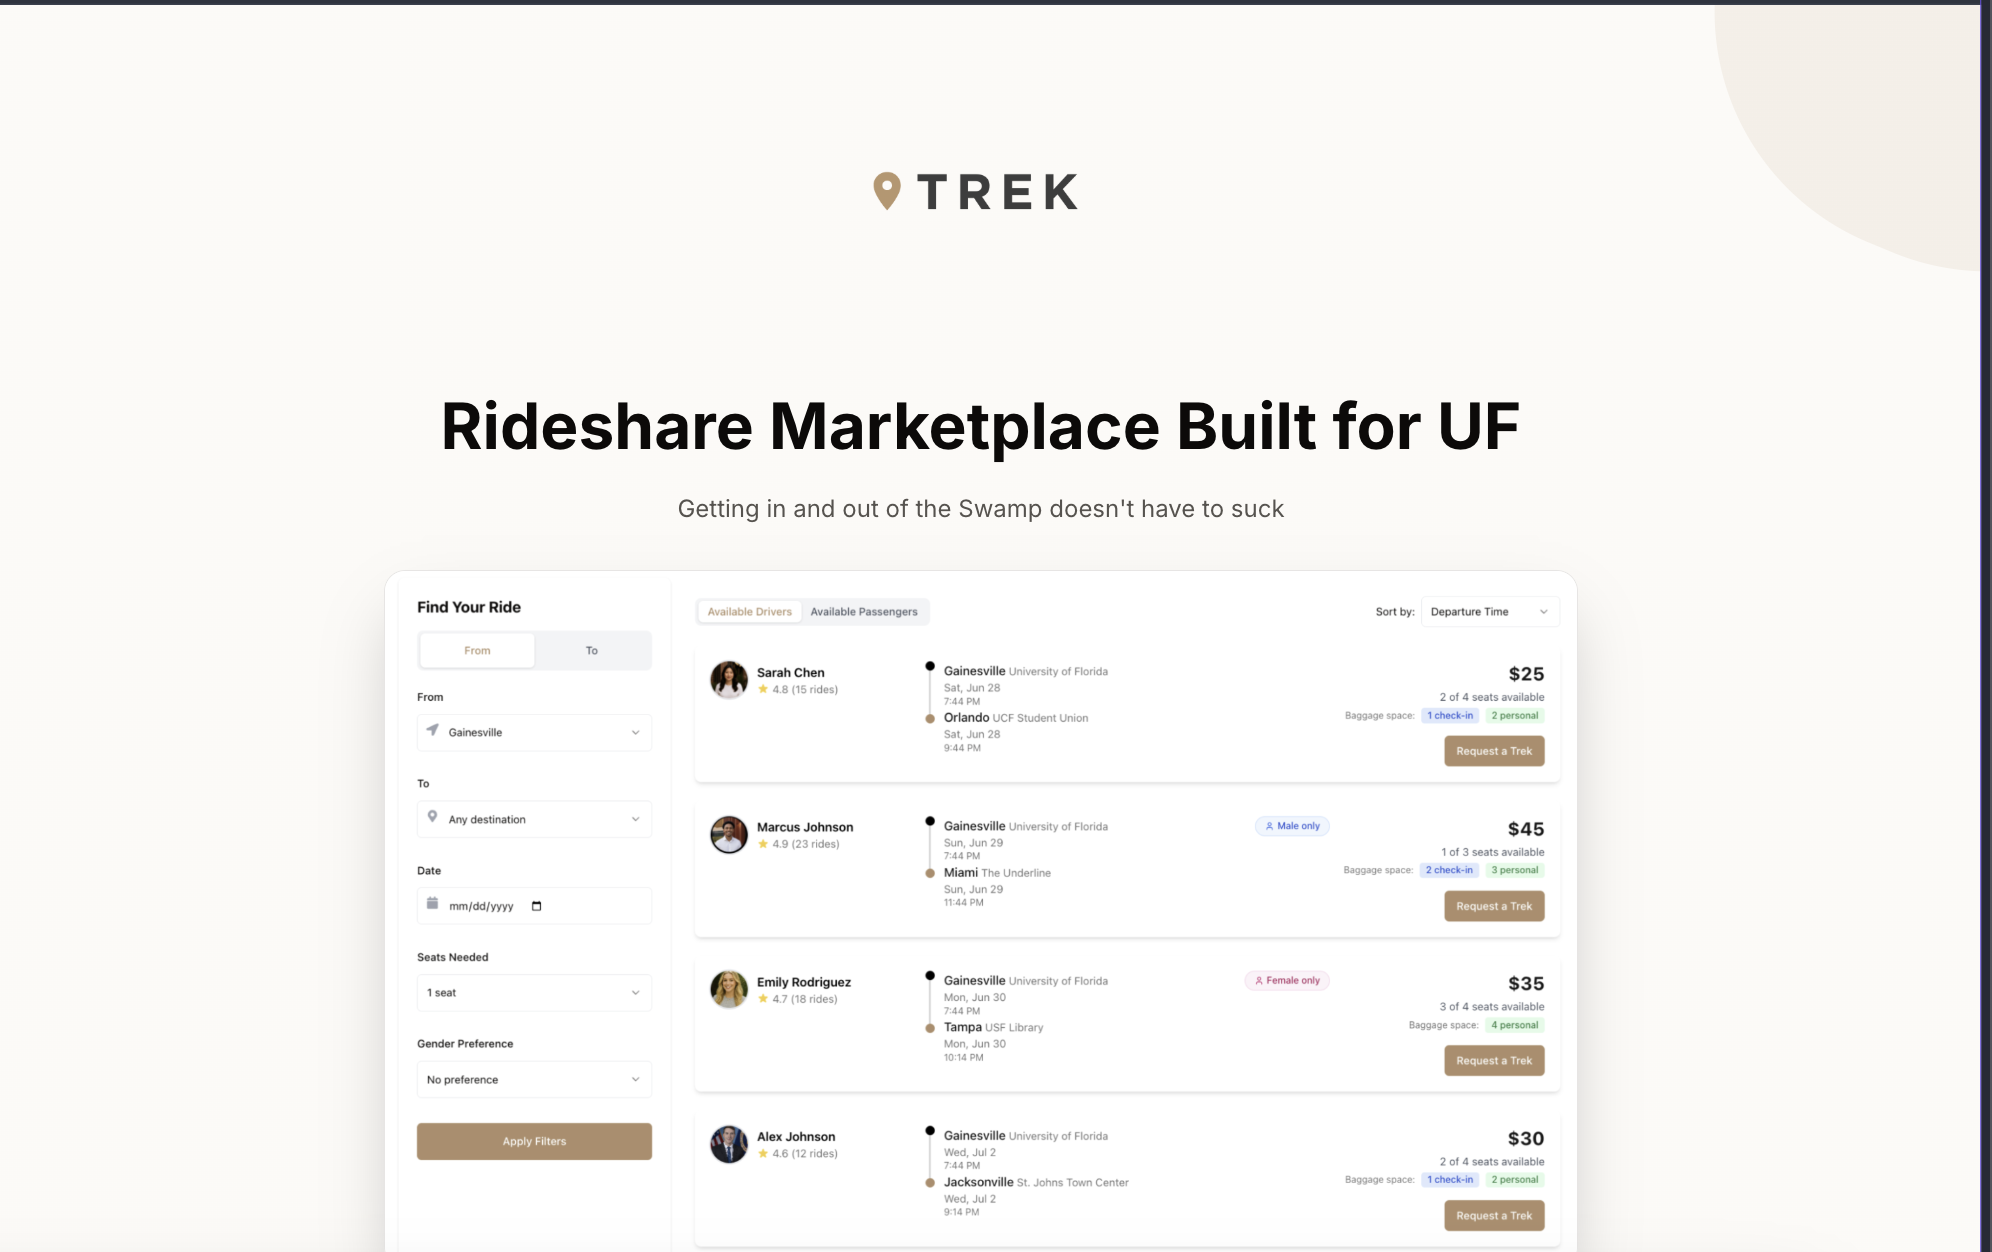 TREK
Rideshare Marketplace Built for UF
Getting in and out of the Swamp doesn't have to suck
Find Your Ride
From To
From
Gainesville
To
Any destination
Date
mm/dd/yyyy
Seats Needed
1 seat
Gender Preference
No preference
Apply Filters
Available Drivers Available Passengers
Sort by: Departure Time
Sarah Chen
4.8 (15 rides)
Gainesville University of Florida
Sat, Jun 28
7:44 PM
Orlando UCF Student Union
Sat, Jun 28
9:44 PM
$25
2 of 4 seats available
Baggage space: 1 check-in 2 personal
Request a Trek
Marcus Johnson
4.9 (23 rides)
Gainesville University of Florida
Sun, Jun 29
7:44 PM
Miami The Underline
Sun, Jun 29
11:44 PM
Male only
$45
1 of 3 seats available
Baggage space: 2 check-in 3 personal
Request a Trek
Emily Rodriguez
4.7 (18 rides)
Gainesville University of Florida
Mon, Jun 30
7:44 PM
Tampa USF Library
Mon, Jun 30
10:14 PM
Female only
$35
3 of 4 seats available
Baggage space: 4 personal
Request a Trek
Alex Johnson
4.6 (12 rides)
Gainesville University of Florida
Wed, Jul 2
7:44 PM
Jacksonville St. Johns Town Center
Wed, Jul 2
9:14 PM
$30
2 of 4 seats available
Baggage space: 1 check-in 2 personal
Request a Trek